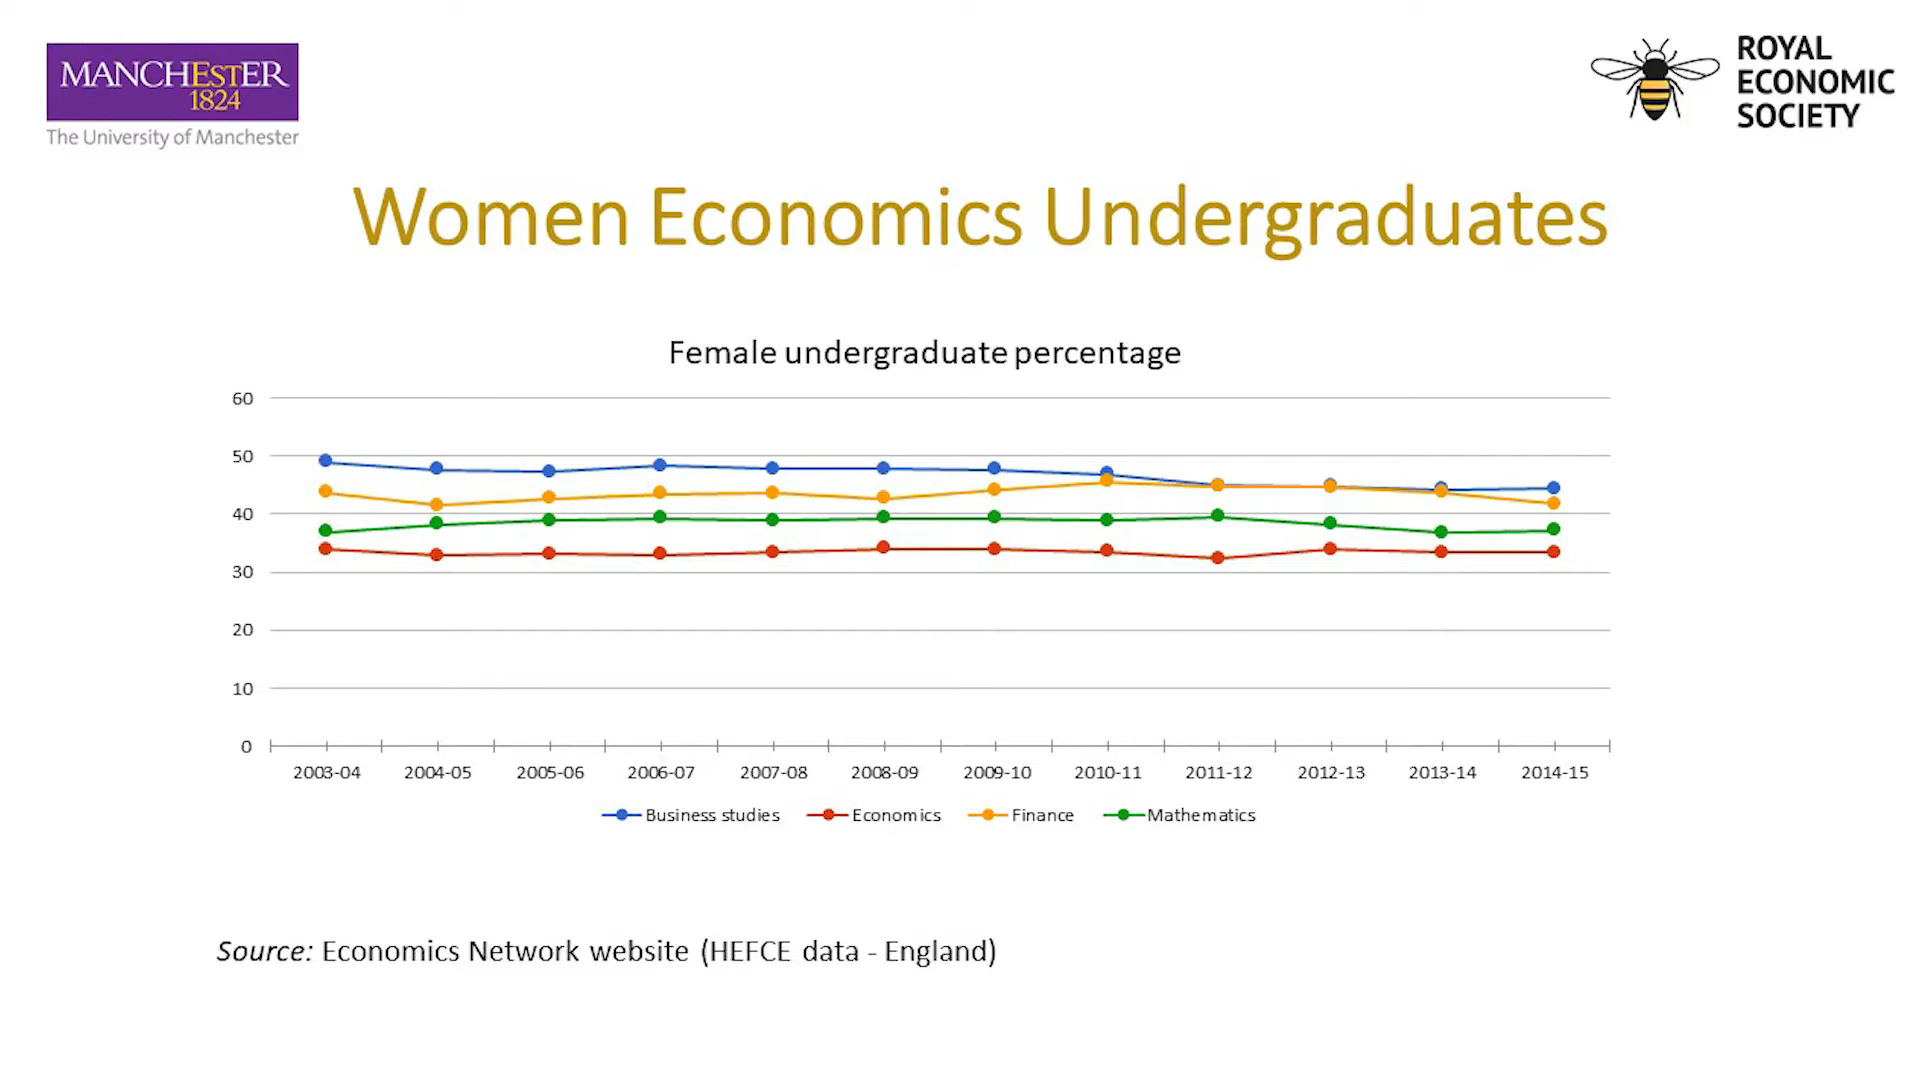 MANCHESTER
1824
The University of Manchester
ROYAL
ECONOMIC
SOCIETY
Women Economics Undergraduates
Female undergraduate percentage
60
50
40
30
20
10
0
2003-04 2004-05 2005-06 2006-07 2007-08 2008-09 2009-10 2010-11 2011-12 2012-13 2013-14 2014-15
Business studies Economics Finance Mathematics
Source: Economics Network website (HEFCE data - England)